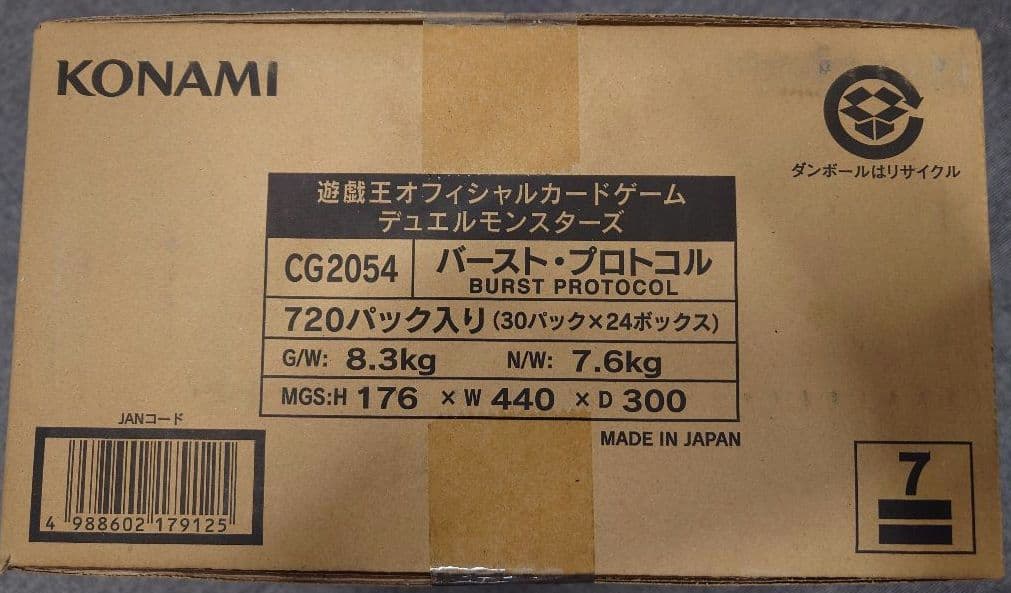 KONAMI
ダンボールはリサイクル
遊戯王オフィシャルカードゲーム
デュエルモンスターズ
CG2054
バースト・プロトコル
BURST PROTOCOL
720パック入り(30パック×24ボックス)
G/W: 8.3kg N/W: 7.6kg
MGS:H 176 × W 440 × D 300
MADE IN JAPAN
JANコード
4 988602 179125
7